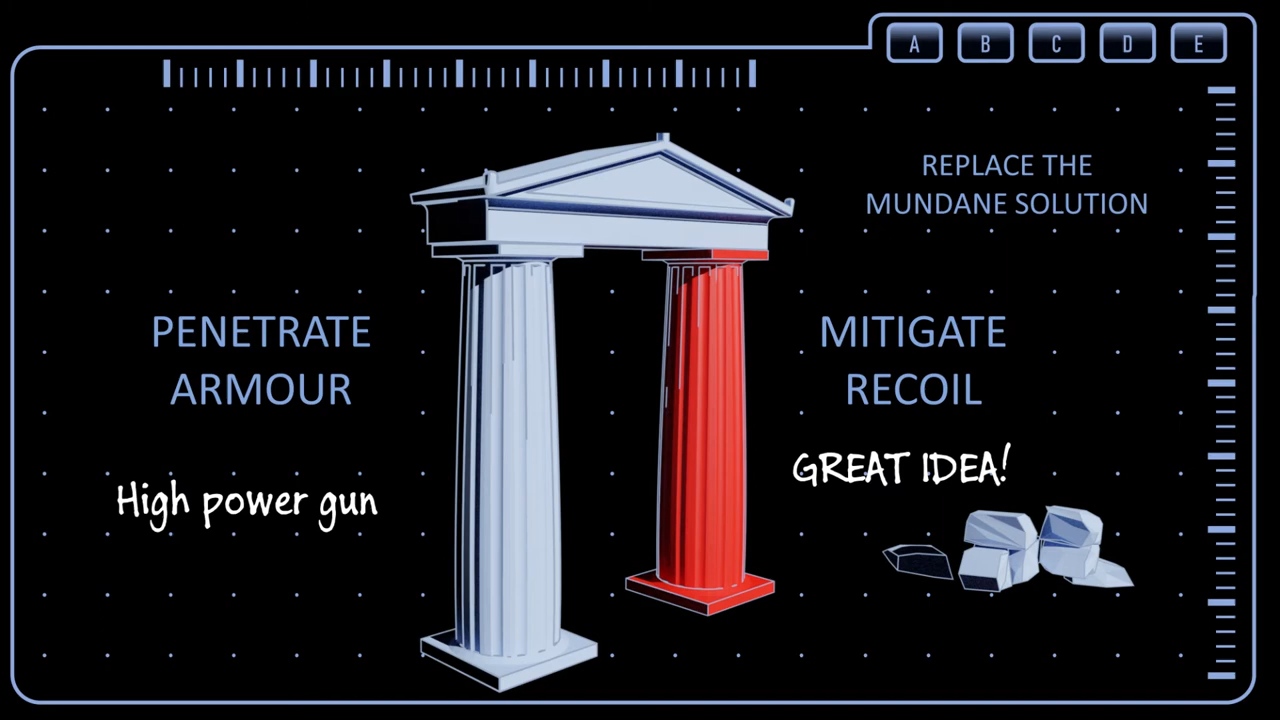 A B C D E
REPLACE THE
MUNDANE SOLUTION
PENETRATE
ARMOUR
High power gun
MITIGATE
RECOIL
GREAT IDEA!